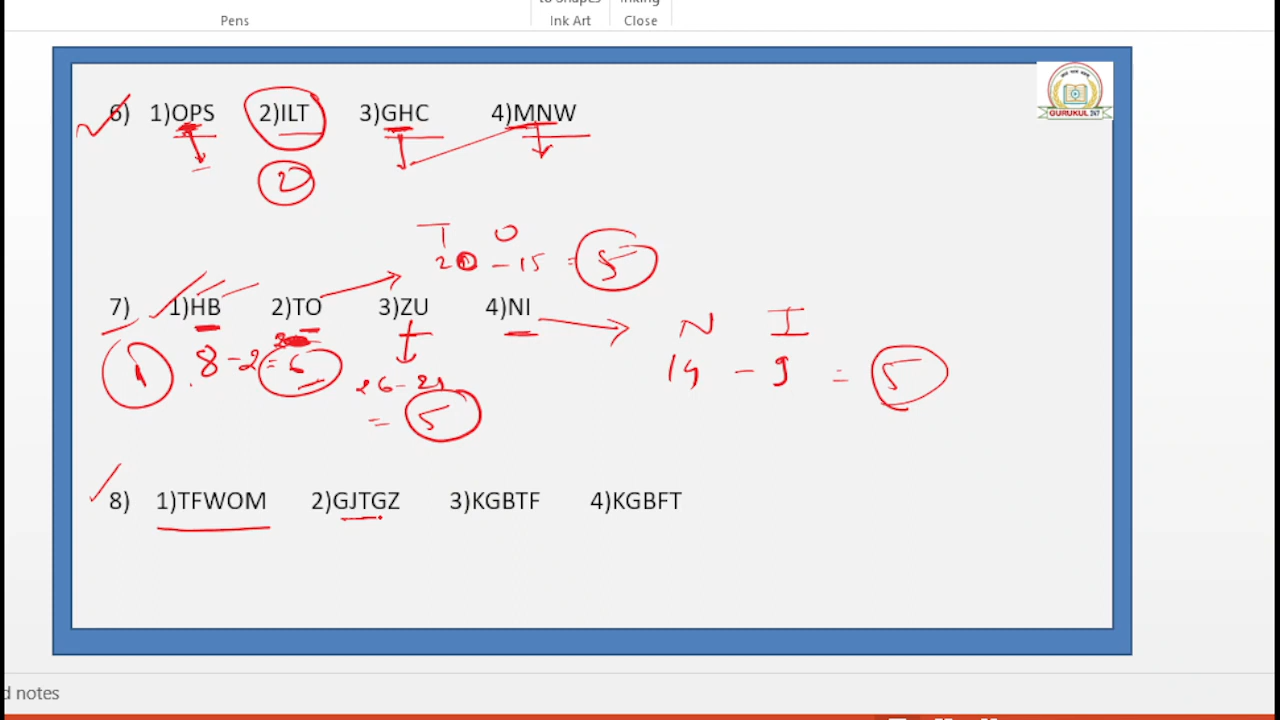 Pens
Ink Art
Close
GURUKUL INT
6) 1)OPS 2)ILT 3)GHC 4)MNW
2
T O
20 - 15 = 5
7) 1)HB 2)TO 3)ZU 4)NI
N I
1 8 - 2 = 6
14 - 9 = 5
26 - 21
= 5
8) 1)TFWOM 2)GJTGZ 3)KGBTF 4)KGBFT
d notes